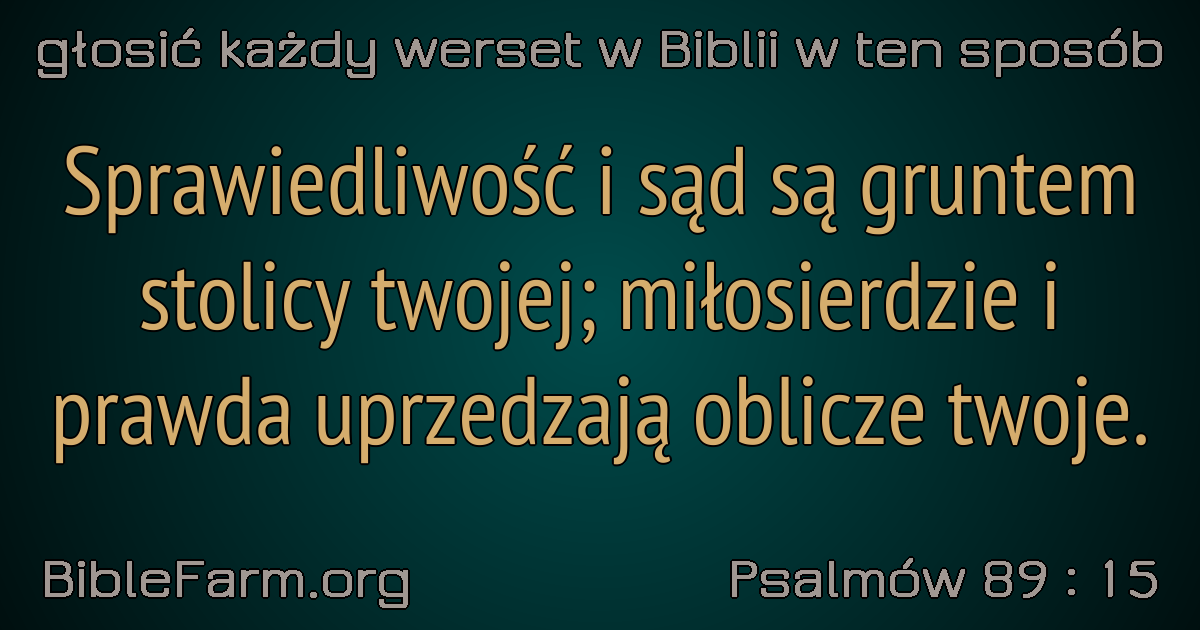 głosić każdy werset w Biblii w ten sposób
Sprawiedliwość i sąd są gruntem
stolicy twojej; miłosierdzie i
prawda uprzedzają oblicze twoje.
BibleFarm.org
Psalmów 89 : 15